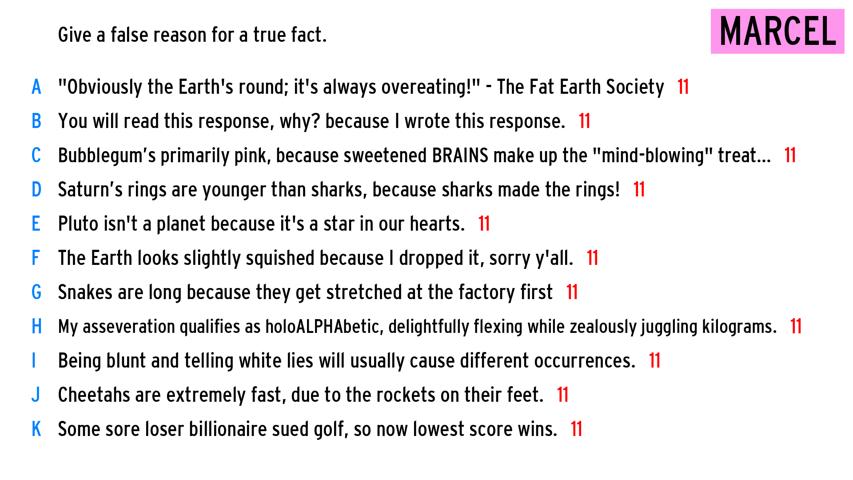 Give a false reason for a true fact.
MARCEL
A "Obviously the Earth's round; it's always overeating!" - The Fat Earth Society 11
B You will read this response, why? because I wrote this response. 11
C Bubblegum's primarily pink, because sweetened BRAINS make up the "mind-blowing" treat... 11
D Saturn's rings are younger than sharks, because sharks made the rings! 11
E Pluto isn't a planet because it's a star in our hearts. 11
F The Earth looks slightly squished because I dropped it, sorry y'all. 11
G Snakes are long because they get stretched at the factory first 11
H My asseveration qualifies as holoALPHAbetic, delightfully flexing while zealously juggling kilograms. 11
I Being blunt and telling white lies will usually cause different occurrences. 11
J Cheetahs are extremely fast, due to the rockets on their feet. 11
K Some sore loser billionaire sued golf, so now lowest score wins. 11